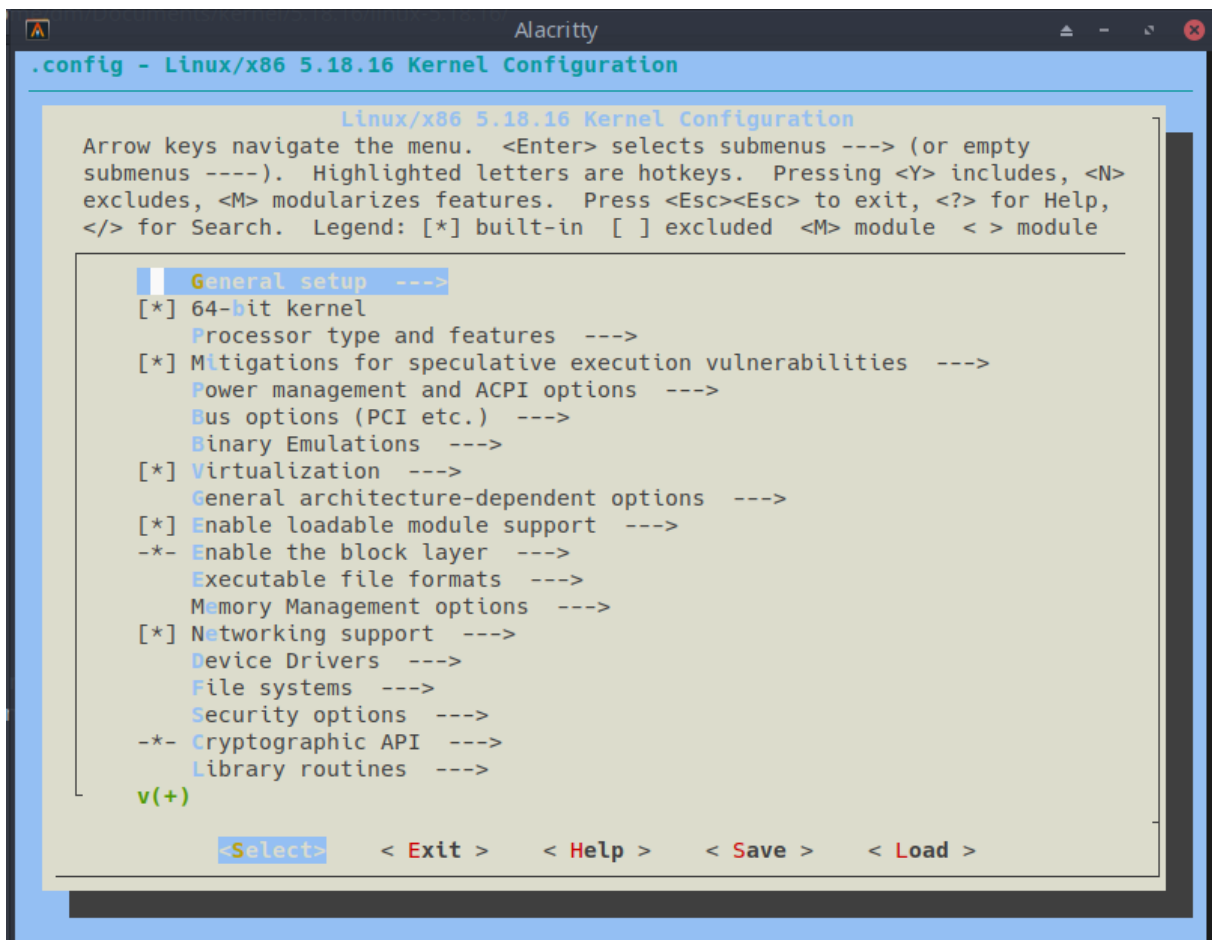 Alacritty
.config - Linux/x86 5.18.16 Kernel Configuration
Linux/x86 5.18.16 Kernel Configuration
Arrow keys navigate the menu.  <Enter> selects submenus ---> (or empty
submenus ----).  Highlighted letters are hotkeys.  Pressing <Y> includes, <N>
excludes, <M> modularizes features.  Press <Esc><Esc> to exit, <?> for Help,
</> for Search.  Legend: [*] built-in  [ ] excluded  <M> module  < > module
General setup  --->
[*] 64-bit kernel
Processor type and features  --->
[*] Mitigations for speculative execution vulnerabilities  --->
Power management and ACPI options  --->
Bus options (PCI etc.)  --->
Binary Emulations  --->
[*] Virtualization  --->
General architecture-dependent options  --->
[*] Enable loadable module support  --->
-*- Enable the block layer  --->
Executable file formats  --->
Memory Management options  --->
[*] Networking support  --->
Device Drivers  --->
File systems  --->
Security options  --->
-*- Cryptographic API  --->
Library routines  --->
v(+)
<Select>    < Exit >    < Help >    < Save >    < Load >